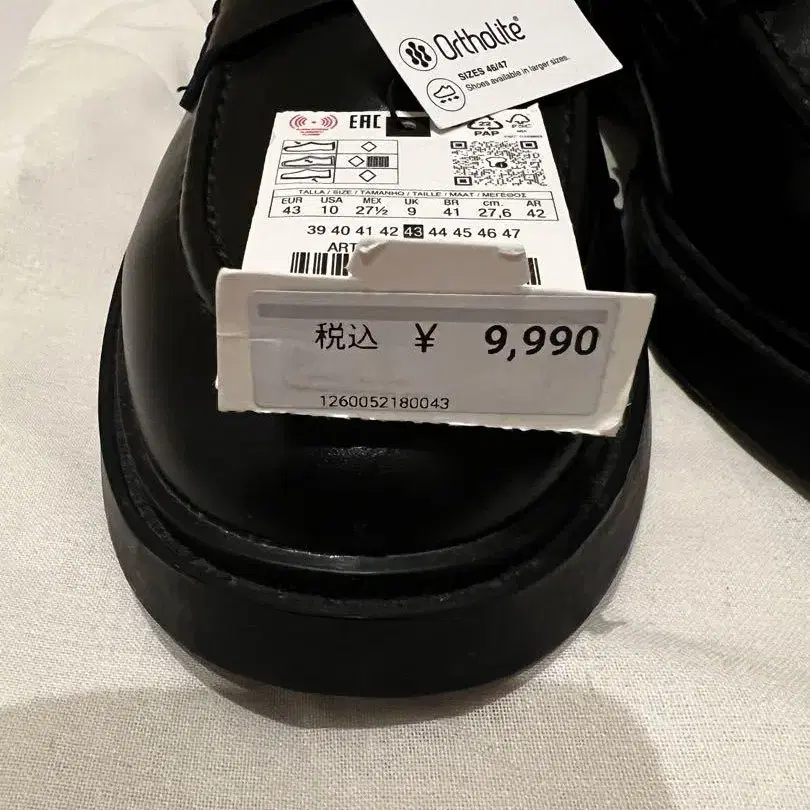 OrthoLite®
SIZES 46/47
Shoes available in larger sizes.
EAC
22
PAP
FSC
TALLA / SIZE / TAMANHO / TAILLE / MAAT / ΜΕΓΕΘΟΣ
EUR USA MEX UK BR cm. AR
43 10 27½ 9 41 27,6 42
39 40 41 42 43 44 45 46 47
ART
税込 ¥ 9,990
1260052180043